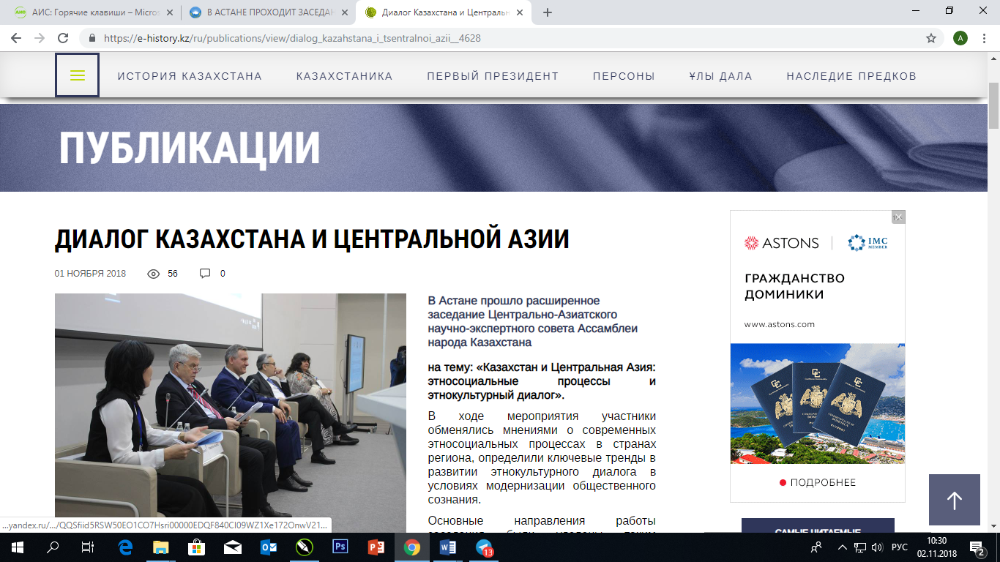 АИС: Горячие клавиши – Micros
В АСТАНЕ ПРОХОДИТ ЗАСЕДАН
Диалог Казахстана и Центральн
https://e-history.kz/ru/publications/view/dialog_kazahstana_i_tsentralnoi_azii__4628
A
ИСТОРИЯ КАЗАХСТАНА
КАЗАХСТАНИКА
ПЕРВЫЙ ПРЕЗИДЕНТ
ПЕРСОНЫ
ҰЛЫ ДАЛА
НАСЛЕДИЕ ПРЕДКОВ
ПУБЛИКАЦИИ
ДИАЛОГ КАЗАХСТАНА И ЦЕНТРАЛЬНОЙ АЗИИ
01 НОЯБРЯ 2018
56
0
В Астане прошло расширенное
заседание Центрально-Азиатского
научно-экспертного совета Ассамблеи
народа Казахстана
на тему: «Казахстан и Центральная Азия:
этносоциальные процессы и
этнокультурный диалог».
В ходе мероприятия участники
обменялись мнениями о современных
этносоциальных процессах в странах
региона, определили ключевые тренды в
развитии этнокультурного диалога в
условиях модернизации общественного
сознания.
Основные направления работы
ASTONS
IMC
MEMBER
ГРАЖДАНСТВО
ДОМИНИКИ
www.astons.com
ПОДРОБНЕЕ
САМЫЕ ЧИТАЕМЫЕ
...yandex.ru/.../QQSfiid5RSW50EO1CO7Hsri00000EDQF840CI09WZ1Xe172OnwV21...
Ps
13
РУС
10:30
02.11.2018
2